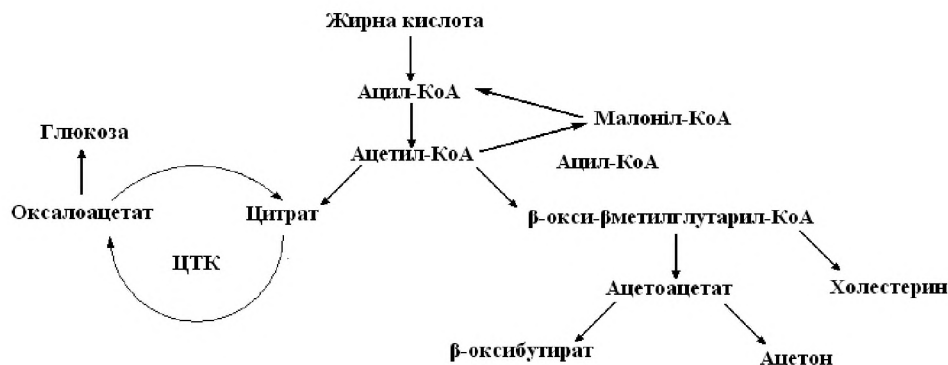 Жирна кислота
Ацил-КоА
Малоніл-КоА
Глюкоза
Ацетил-КоА
Ацил-КоА
Оксалоацетат
Цитрат
β-окси-βметилглутарил-КоА
ЦТК
Ацетоацетат
Холестерин
β-оксибутират
Ацетон